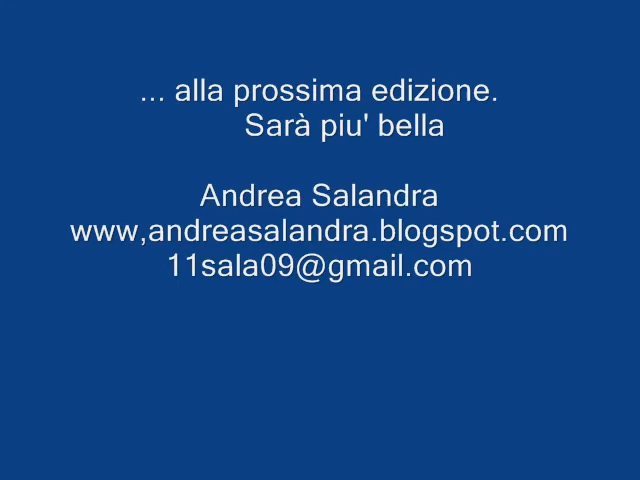 ... alla prossima edizione.
Sarà piu' bella
Andrea Salandra
www,andreasalandra.blogspot.com
11sala09@gmail.com